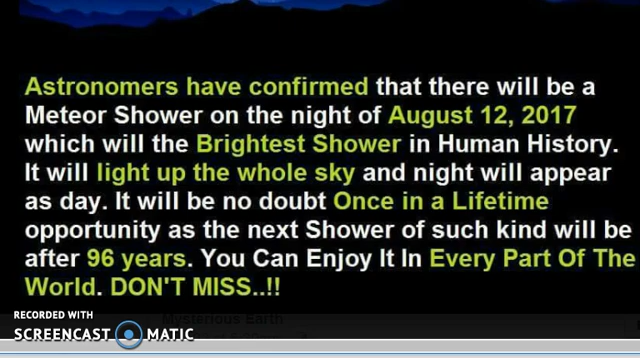 Astronomers have confirmed that there will be a
Meteor Shower on the night of August 12, 2017
which will the Brightest Shower in Human History.
It will light up the whole sky and night will appear
as day. It will be no doubt Once in a Lifetime
opportunity as the next Shower of such kind will be
after 96 years. You Can Enjoy It In Every Part Of The
World. DON'T MISS..!!
RECORDED WITH
SCREENCAST MATIC
Mysterious Earth